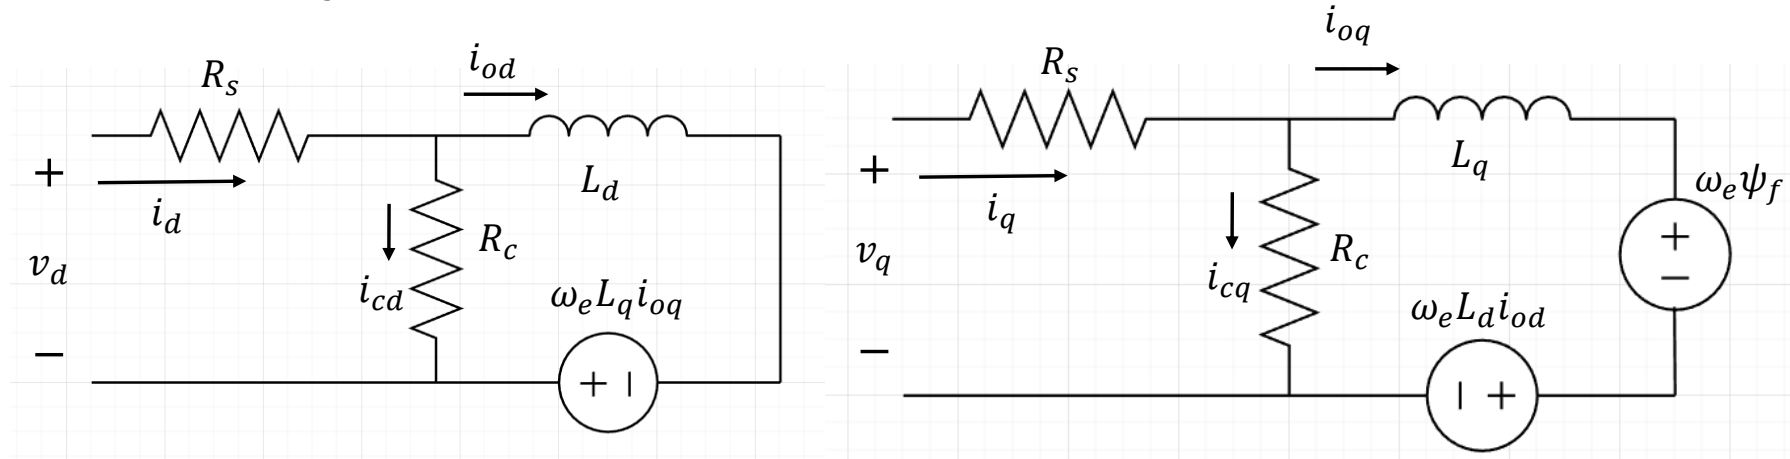 R_s
i_od
+
i_d
L_d
v_d
i_cd
R_c
ω_e L_q i_oq
−
+ −
R_s
i_oq
+
i_q
L_q
ω_e ψ_f
v_q
i_cq
R_c
+
−
ω_e L_d i_od
−
− +